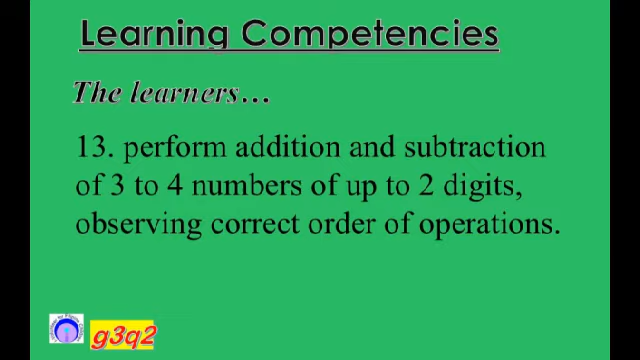 Learning Competencies
The learners…
13. perform addition and subtraction
of 3 to 4 numbers of up to 2 digits,
observing correct order of operations.
g3q2